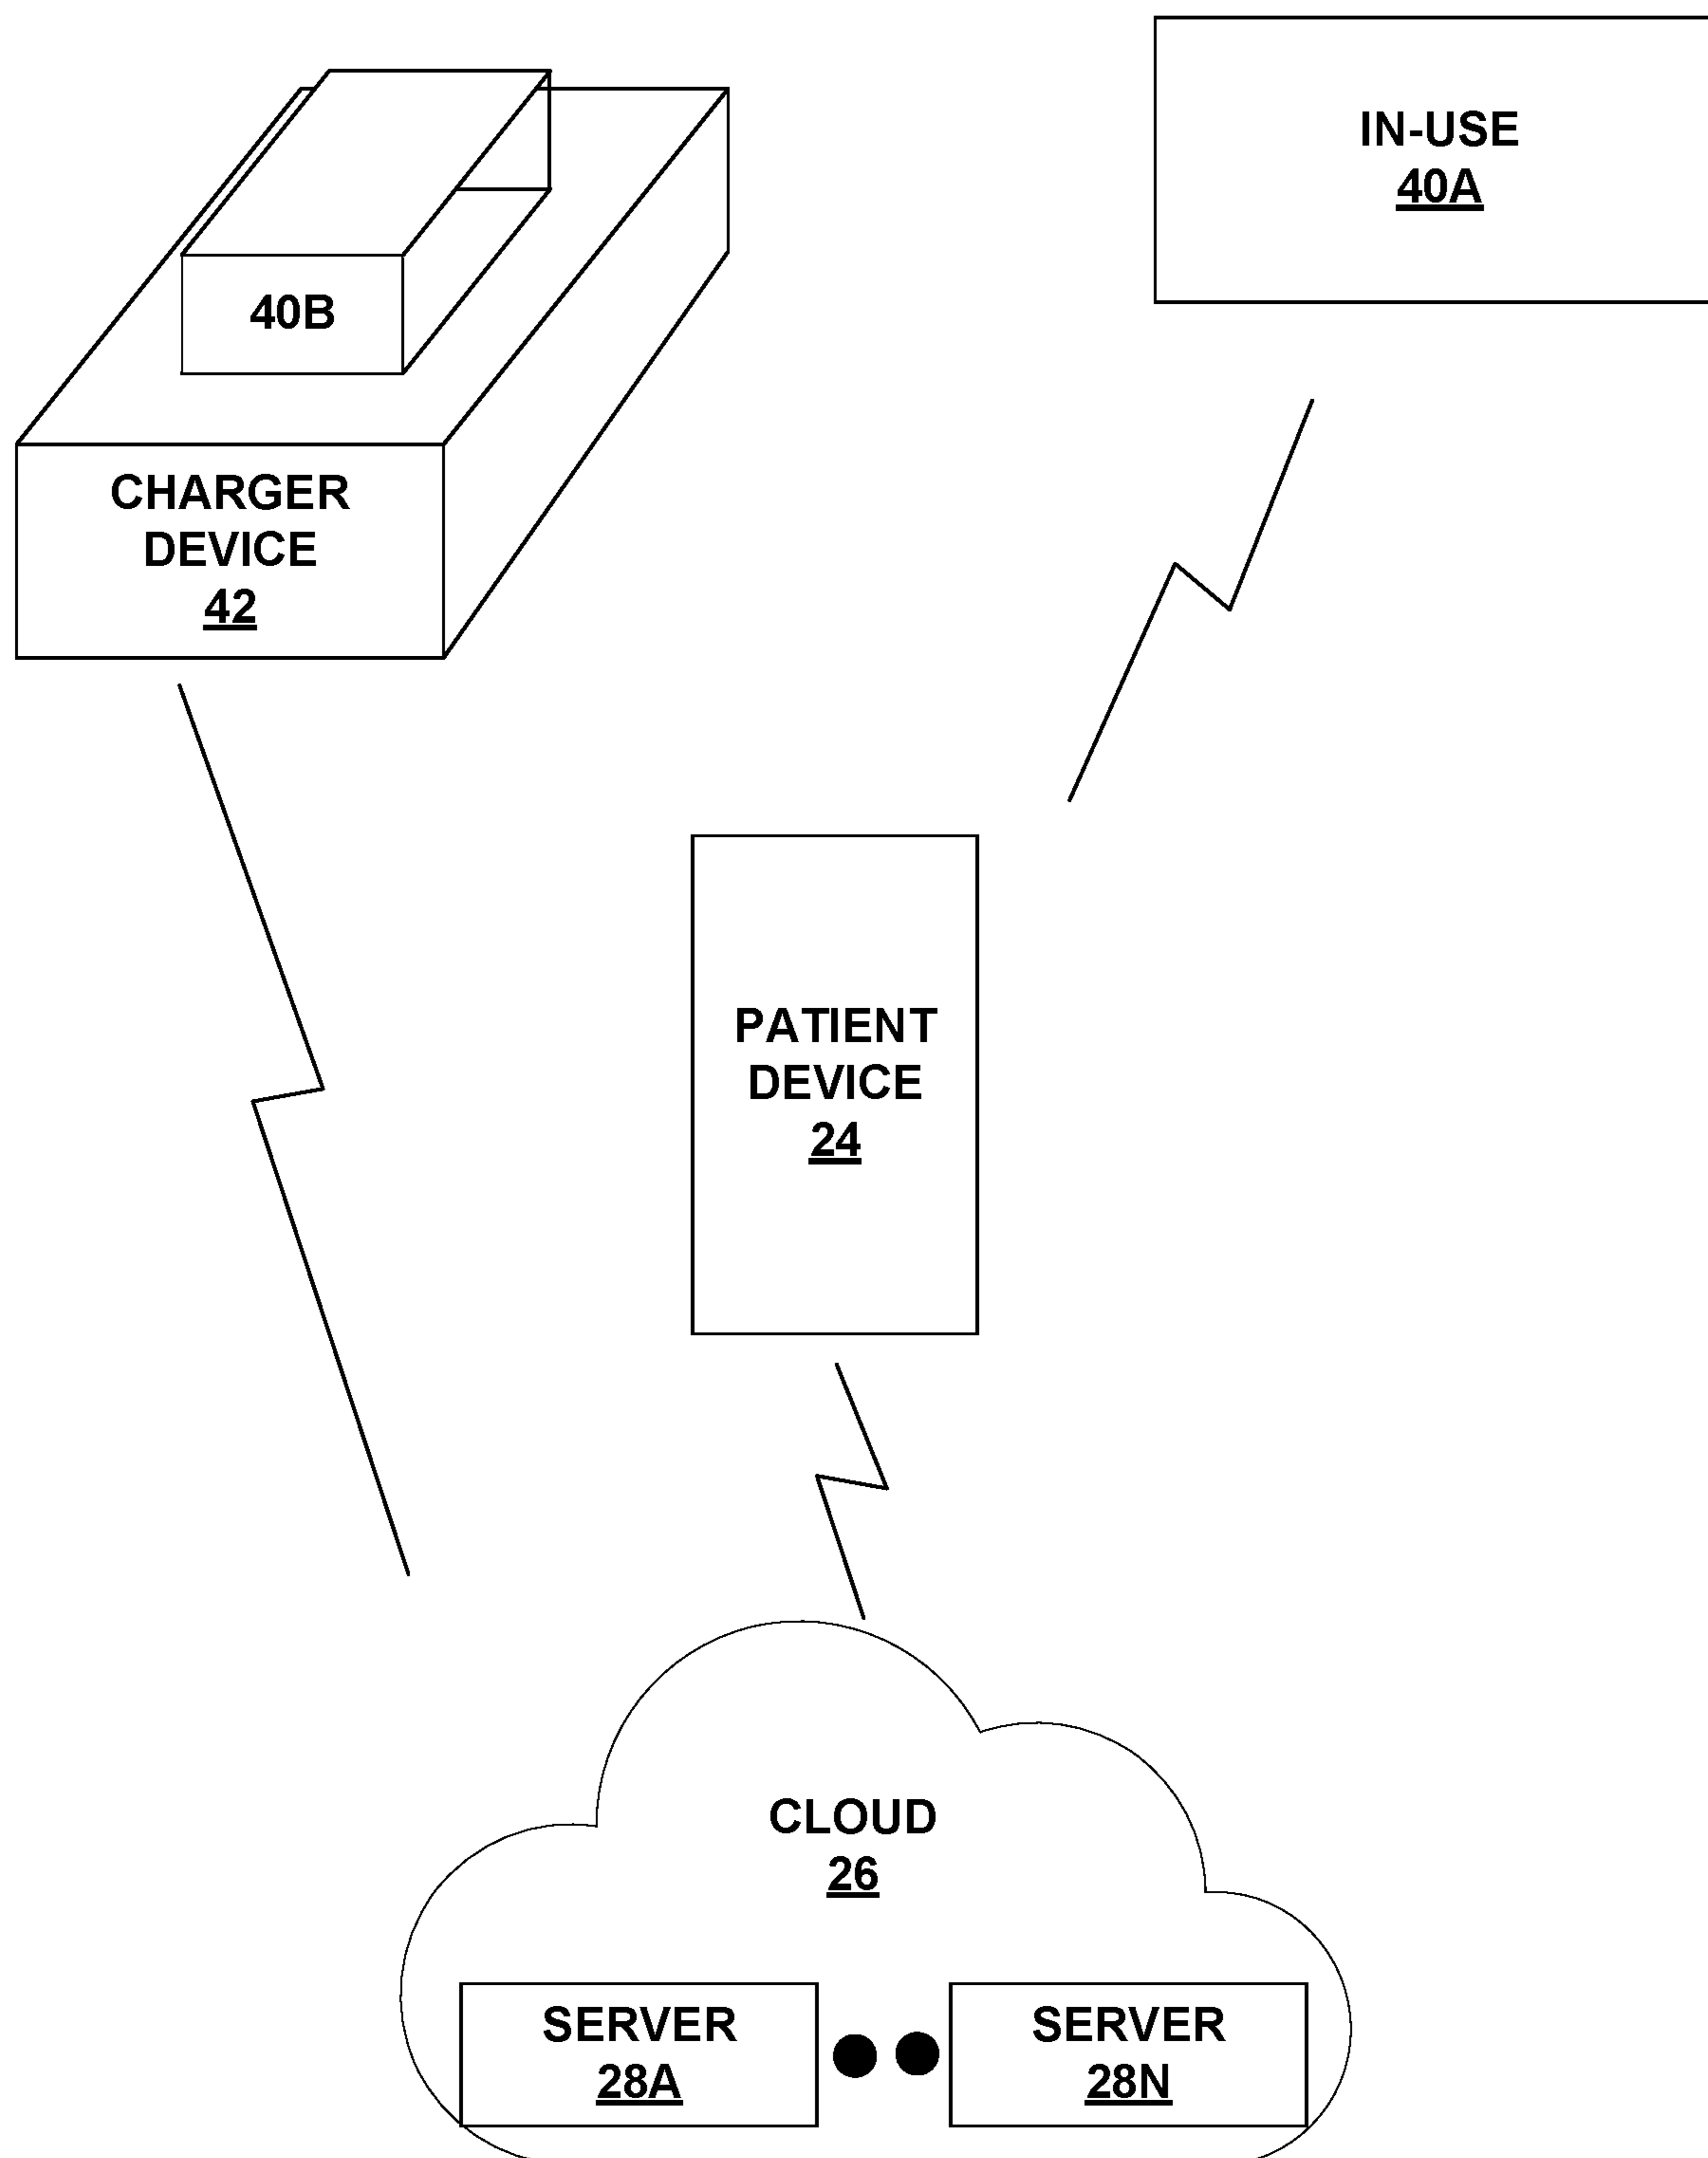 IN-USE
40A
40B
CHARGER
DEVICE
42
PATIENT
DEVICE
24
CLOUD
26
SERVER
28A
SERVER
28N